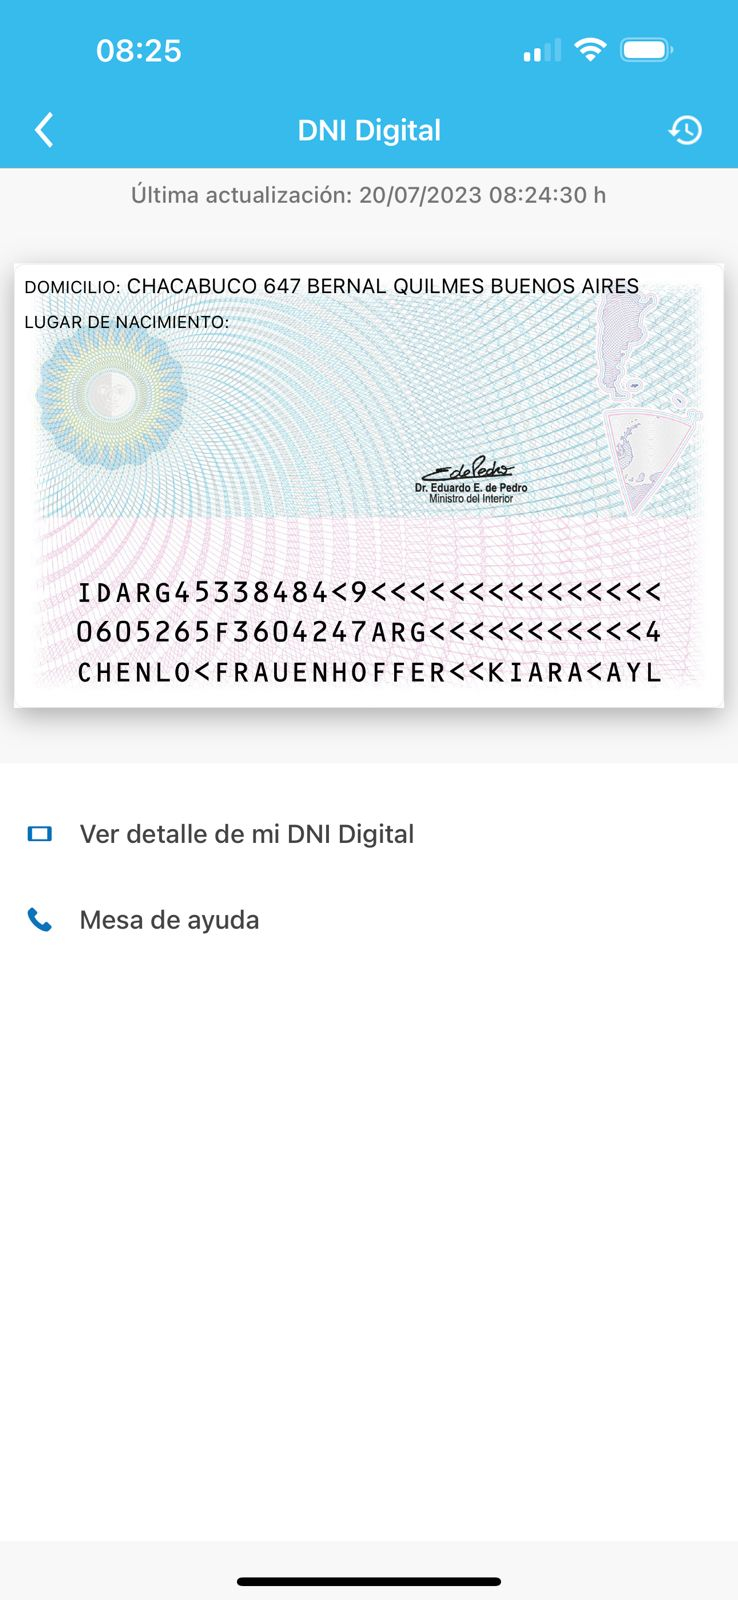 08:25
DNI Digital
Última actualización: 20/07/2023 08:24:30 h
DOMICILIO: CHACABUCO 647 BERNAL QUILMES BUENOS AIRES
LUGAR DE NACIMIENTO:
EdePedro
Dr. Eduardo E. de Pedro
Ministro del Interior
IDARG45338484<9<<<<<<<<<<<<<<<
0605265F3604247ARG<<<<<<<<<<<4
CHENLO<FRAUENHOFFER<<KIARA<AYL
Ver detalle de mi DNI Digital
Mesa de ayuda